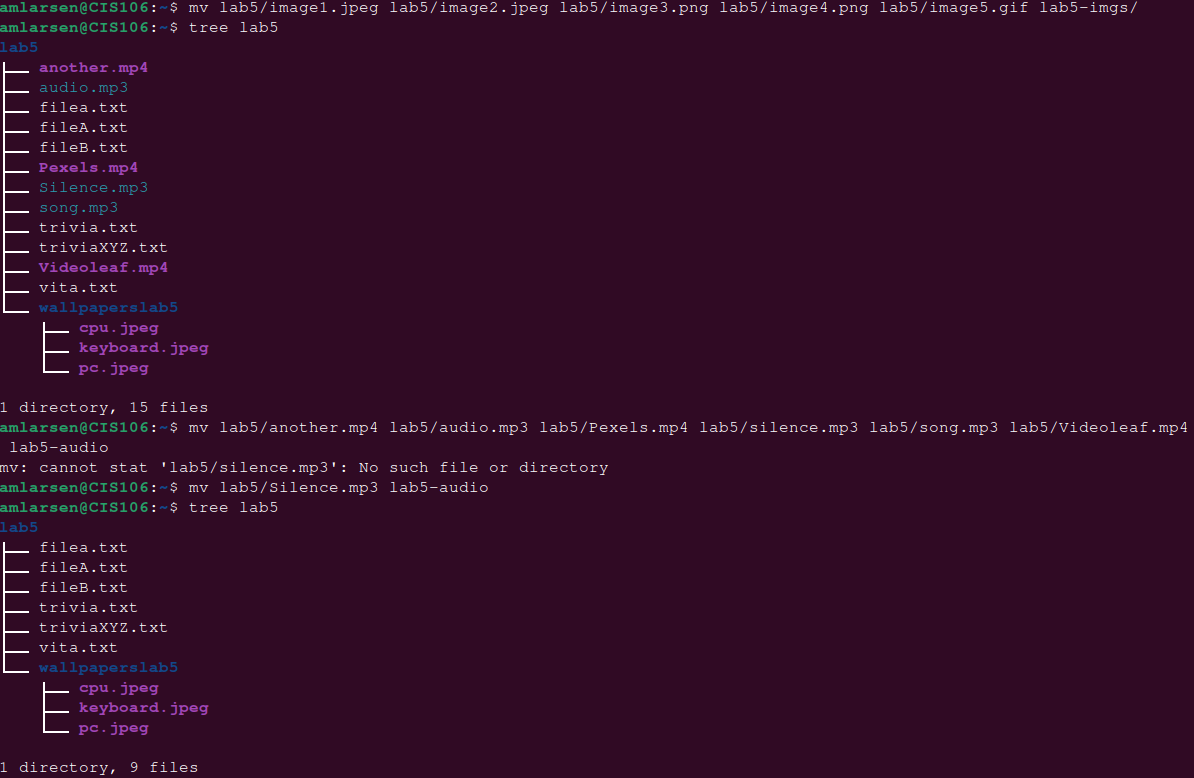 amlarsen@CIS106:~$ mv lab5/image1.jpeg lab5/image2.jpeg lab5/image3.png lab5/image4.png lab5/image5.gif lab5-imgs/
amlarsen@CIS106:~$ tree lab5
lab5
├── another.mp4
├── audio.mp3
├── filea.txt
├── fileA.txt
├── fileB.txt
├── Pexels.mp4
├── Silence.mp3
├── song.mp3
├── trivia.txt
├── triviaXYZ.txt
├── Videoleaf.mp4
├── vita.txt
└── wallpaperslab5
    ├── cpu.jpeg
    ├── keyboard.jpeg
    └── pc.jpeg
1 directory, 15 files
amlarsen@CIS106:~$ mv lab5/another.mp4 lab5/audio.mp3 lab5/Pexels.mp4 lab5/silence.mp3 lab5/song.mp3 lab5/Videoleaf.mp4
 lab5-audio
mv: cannot stat 'lab5/silence.mp3': No such file or directory
amlarsen@CIS106:~$ mv lab5/Silence.mp3 lab5-audio
amlarsen@CIS106:~$ tree lab5
lab5
├── filea.txt
├── fileA.txt
├── fileB.txt
├── trivia.txt
├── triviaXYZ.txt
├── vita.txt
└── wallpaperslab5
    ├── cpu.jpeg
    ├── keyboard.jpeg
    └── pc.jpeg
1 directory, 9 files